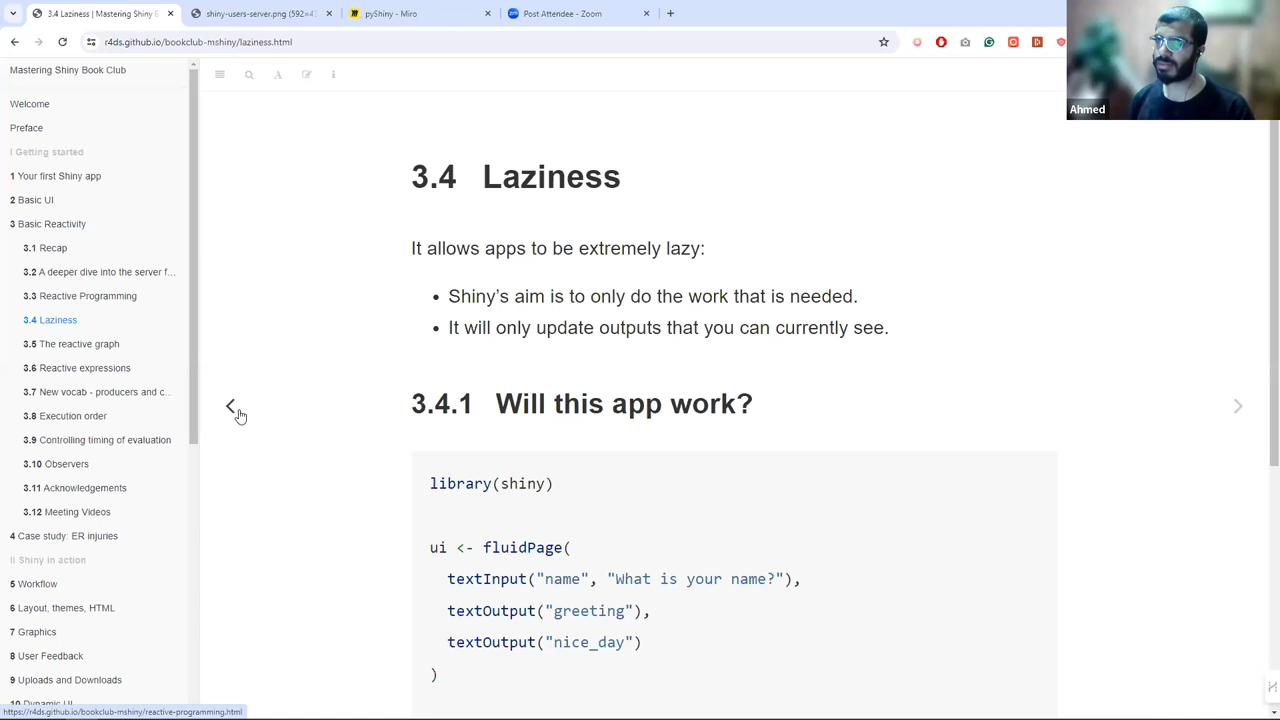 3.4 Laziness | Mastering Shiny B
shiny-users-server.png (592×4
pyShiny - Miro
Post Attendee - Zoom
r4ds.github.io/bookclub-mshiny/laziness.html
Ahmed
Mastering Shiny Book Club
Welcome
Preface
I Getting started
1 Your first Shiny app
2 Basic UI
3 Basic Reactivity
3.1 Recap
3.2 A deeper dive into the server f...
3.3 Reactive Programming
3.4 Laziness
3.5 The reactive graph
3.6 Reactive expressions
3.7 New vocab - producers and c...
3.8 Execution order
3.9 Controlling timing of evaluation
3.10 Observers
3.11 Acknowledgements
3.12 Meeting Videos
4 Case study: ER injuries
II Shiny in action
5 Workflow
6 Layout, themes, HTML
7 Graphics
8 User Feedback
9 Uploads and Downloads
10 Dynamic UI
https://r4ds.github.io/bookclub-mshiny/reactive-programming.html
3.4 Laziness
It allows apps to be extremely lazy:
• Shiny’s aim is to only do the work that is needed.
• It will only update outputs that you can currently see.
3.4.1 Will this app work?
library(shiny)
ui <- fluidPage(
textInput("name", "What is your name?"),
textOutput("greeting"),
textOutput("nice_day")
)